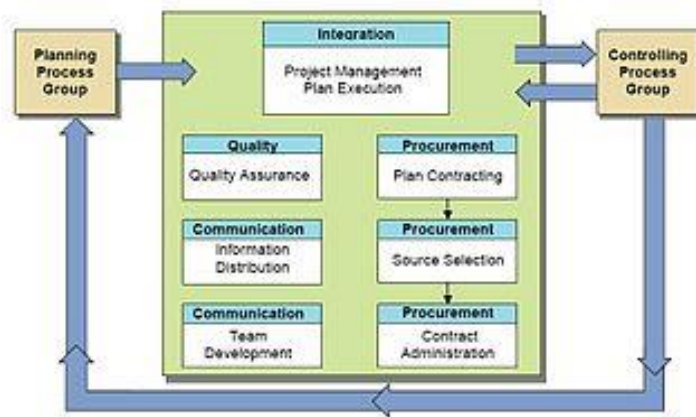 Integration
Project Management
Plan Execution
Planning
Process
Group
Controlling
Process
Group
Quality
Quality Assurance
Procurement
Plan Contracting
Communication
Information
Distribution
Procurement
Source Selection
Communication
Team
Development
Procurement
Contract
Administration